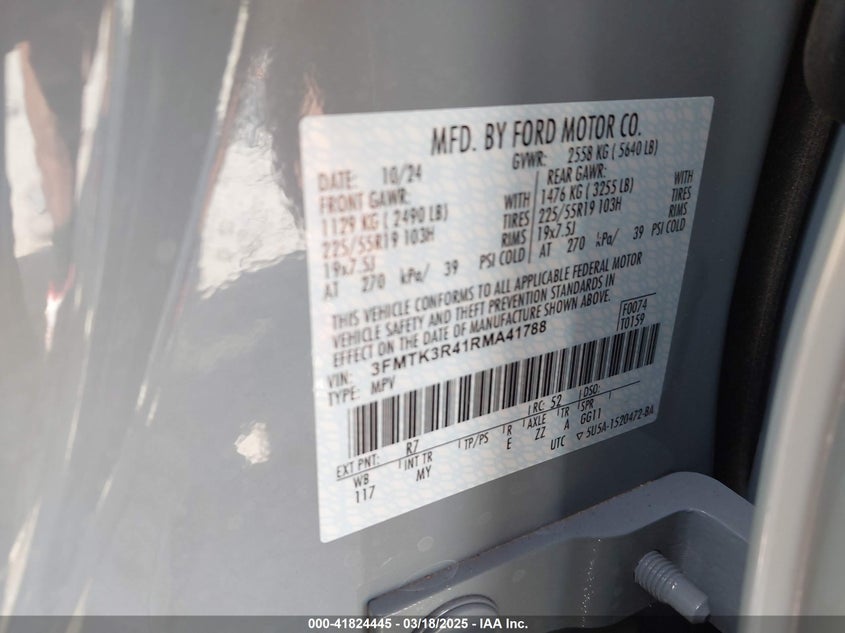 MFD. BY FORD MOTOR CO.
DATE: 10/24 GVWR: 2558 KG ( 5640 LB)
FRONT GAWR: REAR GAWR:
1129 KG ( 2490 LB) WITH 1476 KG ( 3255 LB) WITH
225/55R19 103H TIRES 225/55R19 103H TIRES
19x7.5J RIMS 19x7.5J RIMS
AT 270 kPa/ 39 PSI COLD AT 270 kPa/ 39 PSI COLD
THIS VEHICLE CONFORMS TO ALL APPLICABLE FEDERAL MOTOR
VEHICLE SAFETY AND THEFT PREVENTION STANDARDS IN
EFFECT ON THE DATE OF MANUFACTURE SHOWN ABOVE.
F0074
T0159
VIN: 3FMTK3R41RMA41788
TYPE: MPV
RC: 52 DSO:
EXT PNT: R7
WB INT TR TP/PS R AXLE TR SPR
117 MY E ZZ A GG11
UTC ▽ 5U5A-1520472-BA
000-41824445 - 03/18/2025 - IAA Inc.